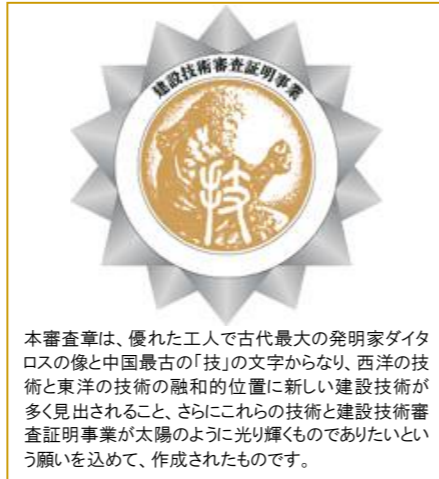 建設技術審査証明事業
技
本審査章は、優れた工人で古代最大の発明家ダイタ
ロスの像と中国最古の「技」の文字からなり、西洋の技
術と東洋の技術の融和的位置に新しい建設技術が
多く見出されること、さらにこれらの技術と建設技術審
査証明事業が太陽のように光り輝くものでありたいとい
う願いを込めて、作成されたものです。